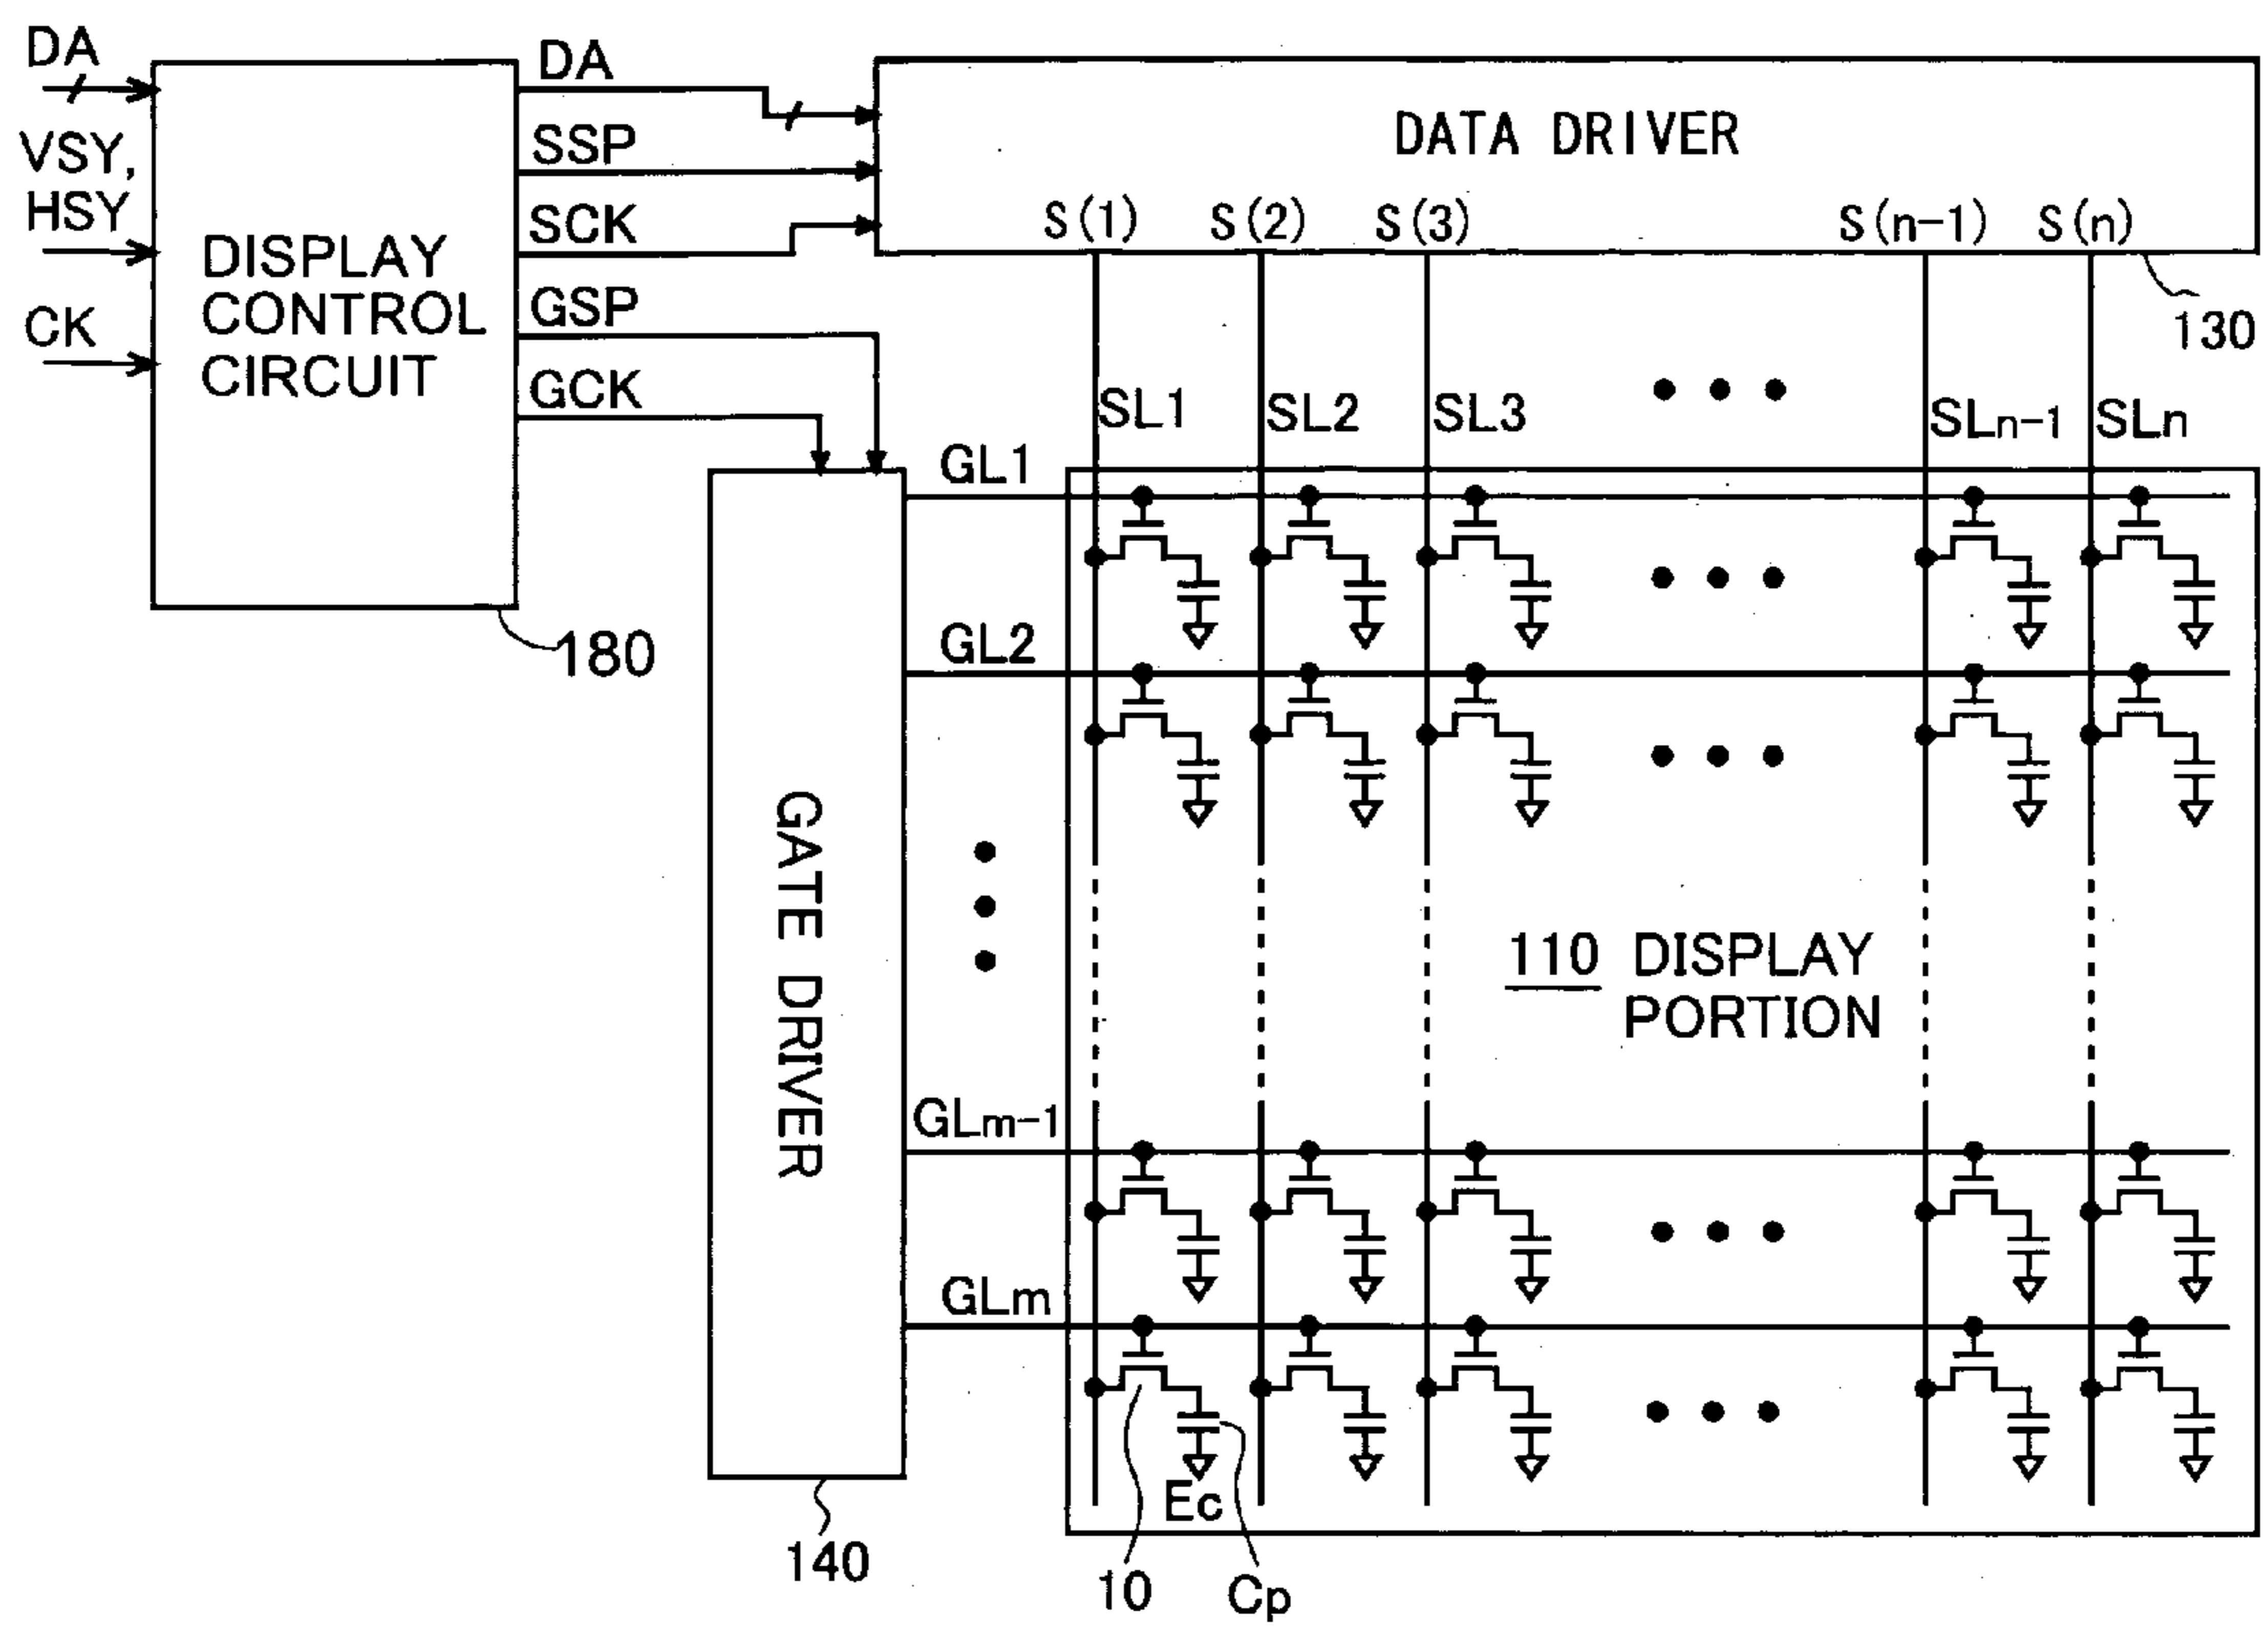 DA
VSY,
HSY
CK
DISPLAY
CONTROL
CIRCUIT
180
DA
SSP
SCK
GSP
GCK
DATA DRIVER
S(1) S(2) S(3) S(n-1) S(n)
130
SL1 SL2 SL3 SLn-1 SLn
GATE DRIVER
140
GL1
GL2
GLm-1
GLm
110 DISPLAY
PORTION
Ec
10
Cp